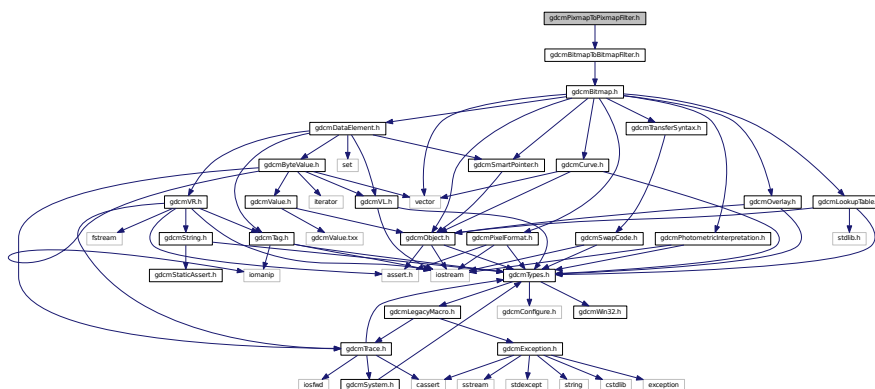 gdcmPixmapToPixmapFilter.h
gdcmBitmapToBitmapFilter.h
gdcmBitmap.h
gdcmDataElement.h
gdcmTransferSyntax.h
gdcmByteValue.h
set
gdcmSmartPointer.h
gdcmCurve.h
gdcmVR.h
gdcmValue.h
iterator
gdcmVL.h
vector
gdcmOverlay.h
gdcmLookupTable.
fstream
gdcmString.h
gdcmTag.h
gdcmValue.txx
gdcmObject.h
gdcmPixelFormat.h
gdcmSwapCode.h
gdcmPhotometricInterpretation.h
stdlib.h
gdcmStaticAssert.h
iomanip
assert.h
iostream
gdcmTypes.h
gdcmLegacyMacro.h
gdcmConfigure.h
gdcmWin32.h
gdcmTrace.h
gdcmException.h
iosfwd
gdcmSystem.h
cassert
sstream
stdexcept
string
cstdlib
exception